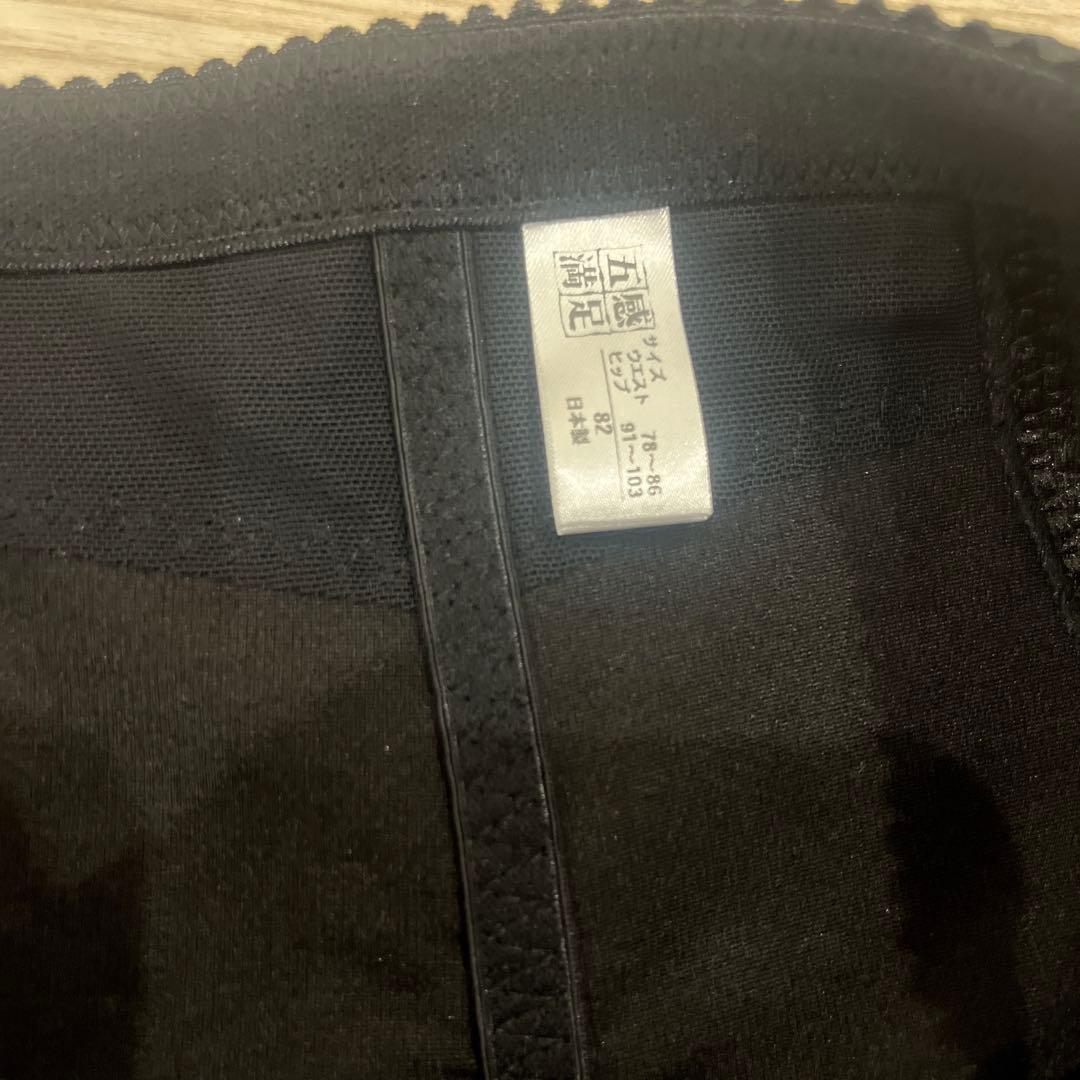 五感
満足
サイズ
ウエスト 78～86
ヒップ 91～103
82
日本製